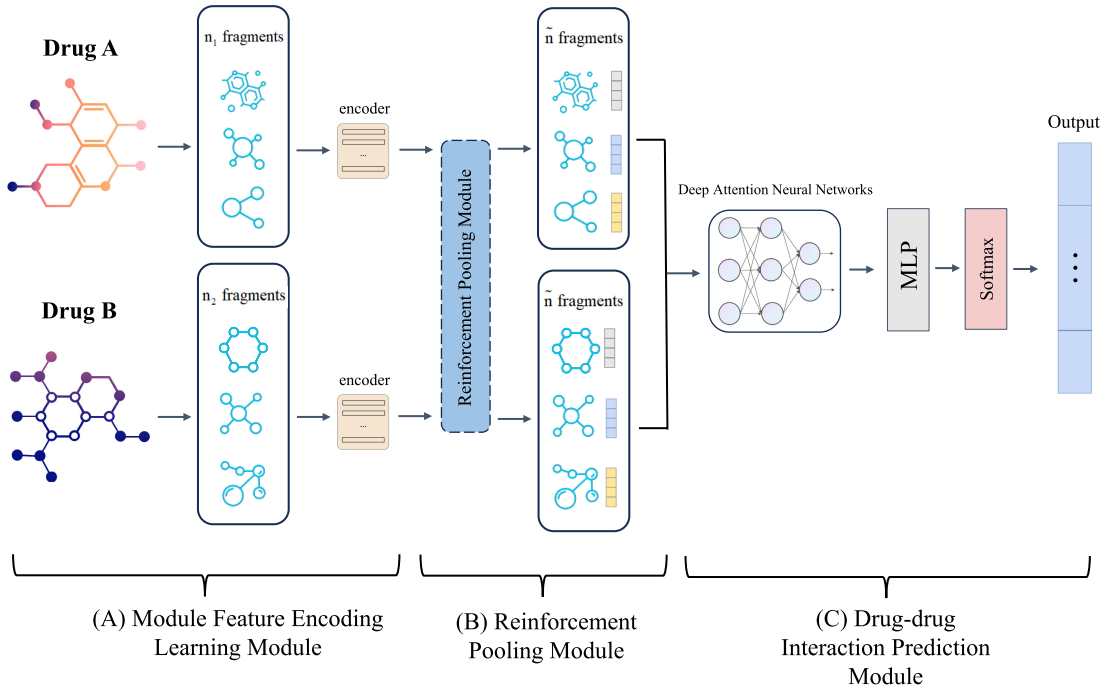 Drug A
n₁ fragments
encoder
...
Reinforcement Pooling Module
ñ fragments
Drug B
n₂ fragments
encoder
...
ñ fragments
Deep Attention Neural Networks
MLP
Softmax
Output
...
(A) Module Feature Encoding
Learning Module
(B) Reinforcement
Pooling Module
(C) Drug-drug
Interaction Prediction
Module